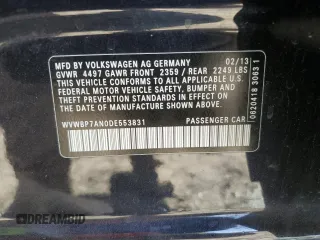 MFD BY VOLKSWAGEN AG GERMANY 02/13
GVWR 4497 GAWR FRONT 2359 / REAR 2249 LBS
THIS VEHICLE CONFORMS TO ALL APPLICABLE U.S.
FEDERAL MOTOR VEHICLE SAFETY, BUMPER, AND
THEFT PREVENTION STANDARDS IN EFFECT ON THE
DATE OF MANUFACTURE SHOWN ABOVE.
WVWBP7AN0DE553831 PASSENGER CAR
0020418 3063 1
DREAMBID